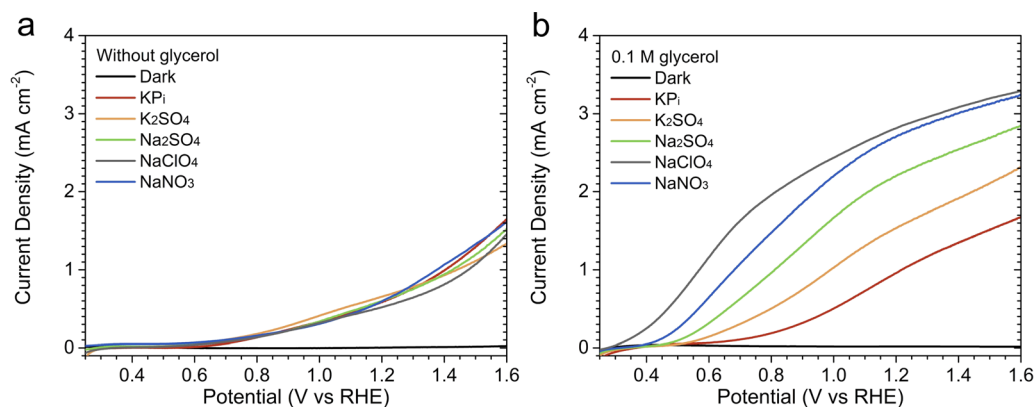 a
Without glycerol
Dark
KPᵢ
K₂SO₄
Na₂SO₄
NaClO₄
NaNO₃
4
3
2
1
0
0.4 0.6 0.8 1.0 1.2 1.4 1.6
Current Density (mA cm⁻²)
Potential (V vs RHE)
b
0.1 M glycerol
Dark
KPᵢ
K₂SO₄
Na₂SO₄
NaClO₄
NaNO₃
4
3
2
1
0
0.4 0.6 0.8 1.0 1.2 1.4 1.6
Current Density (mA cm⁻²)
Potential (V vs RHE)